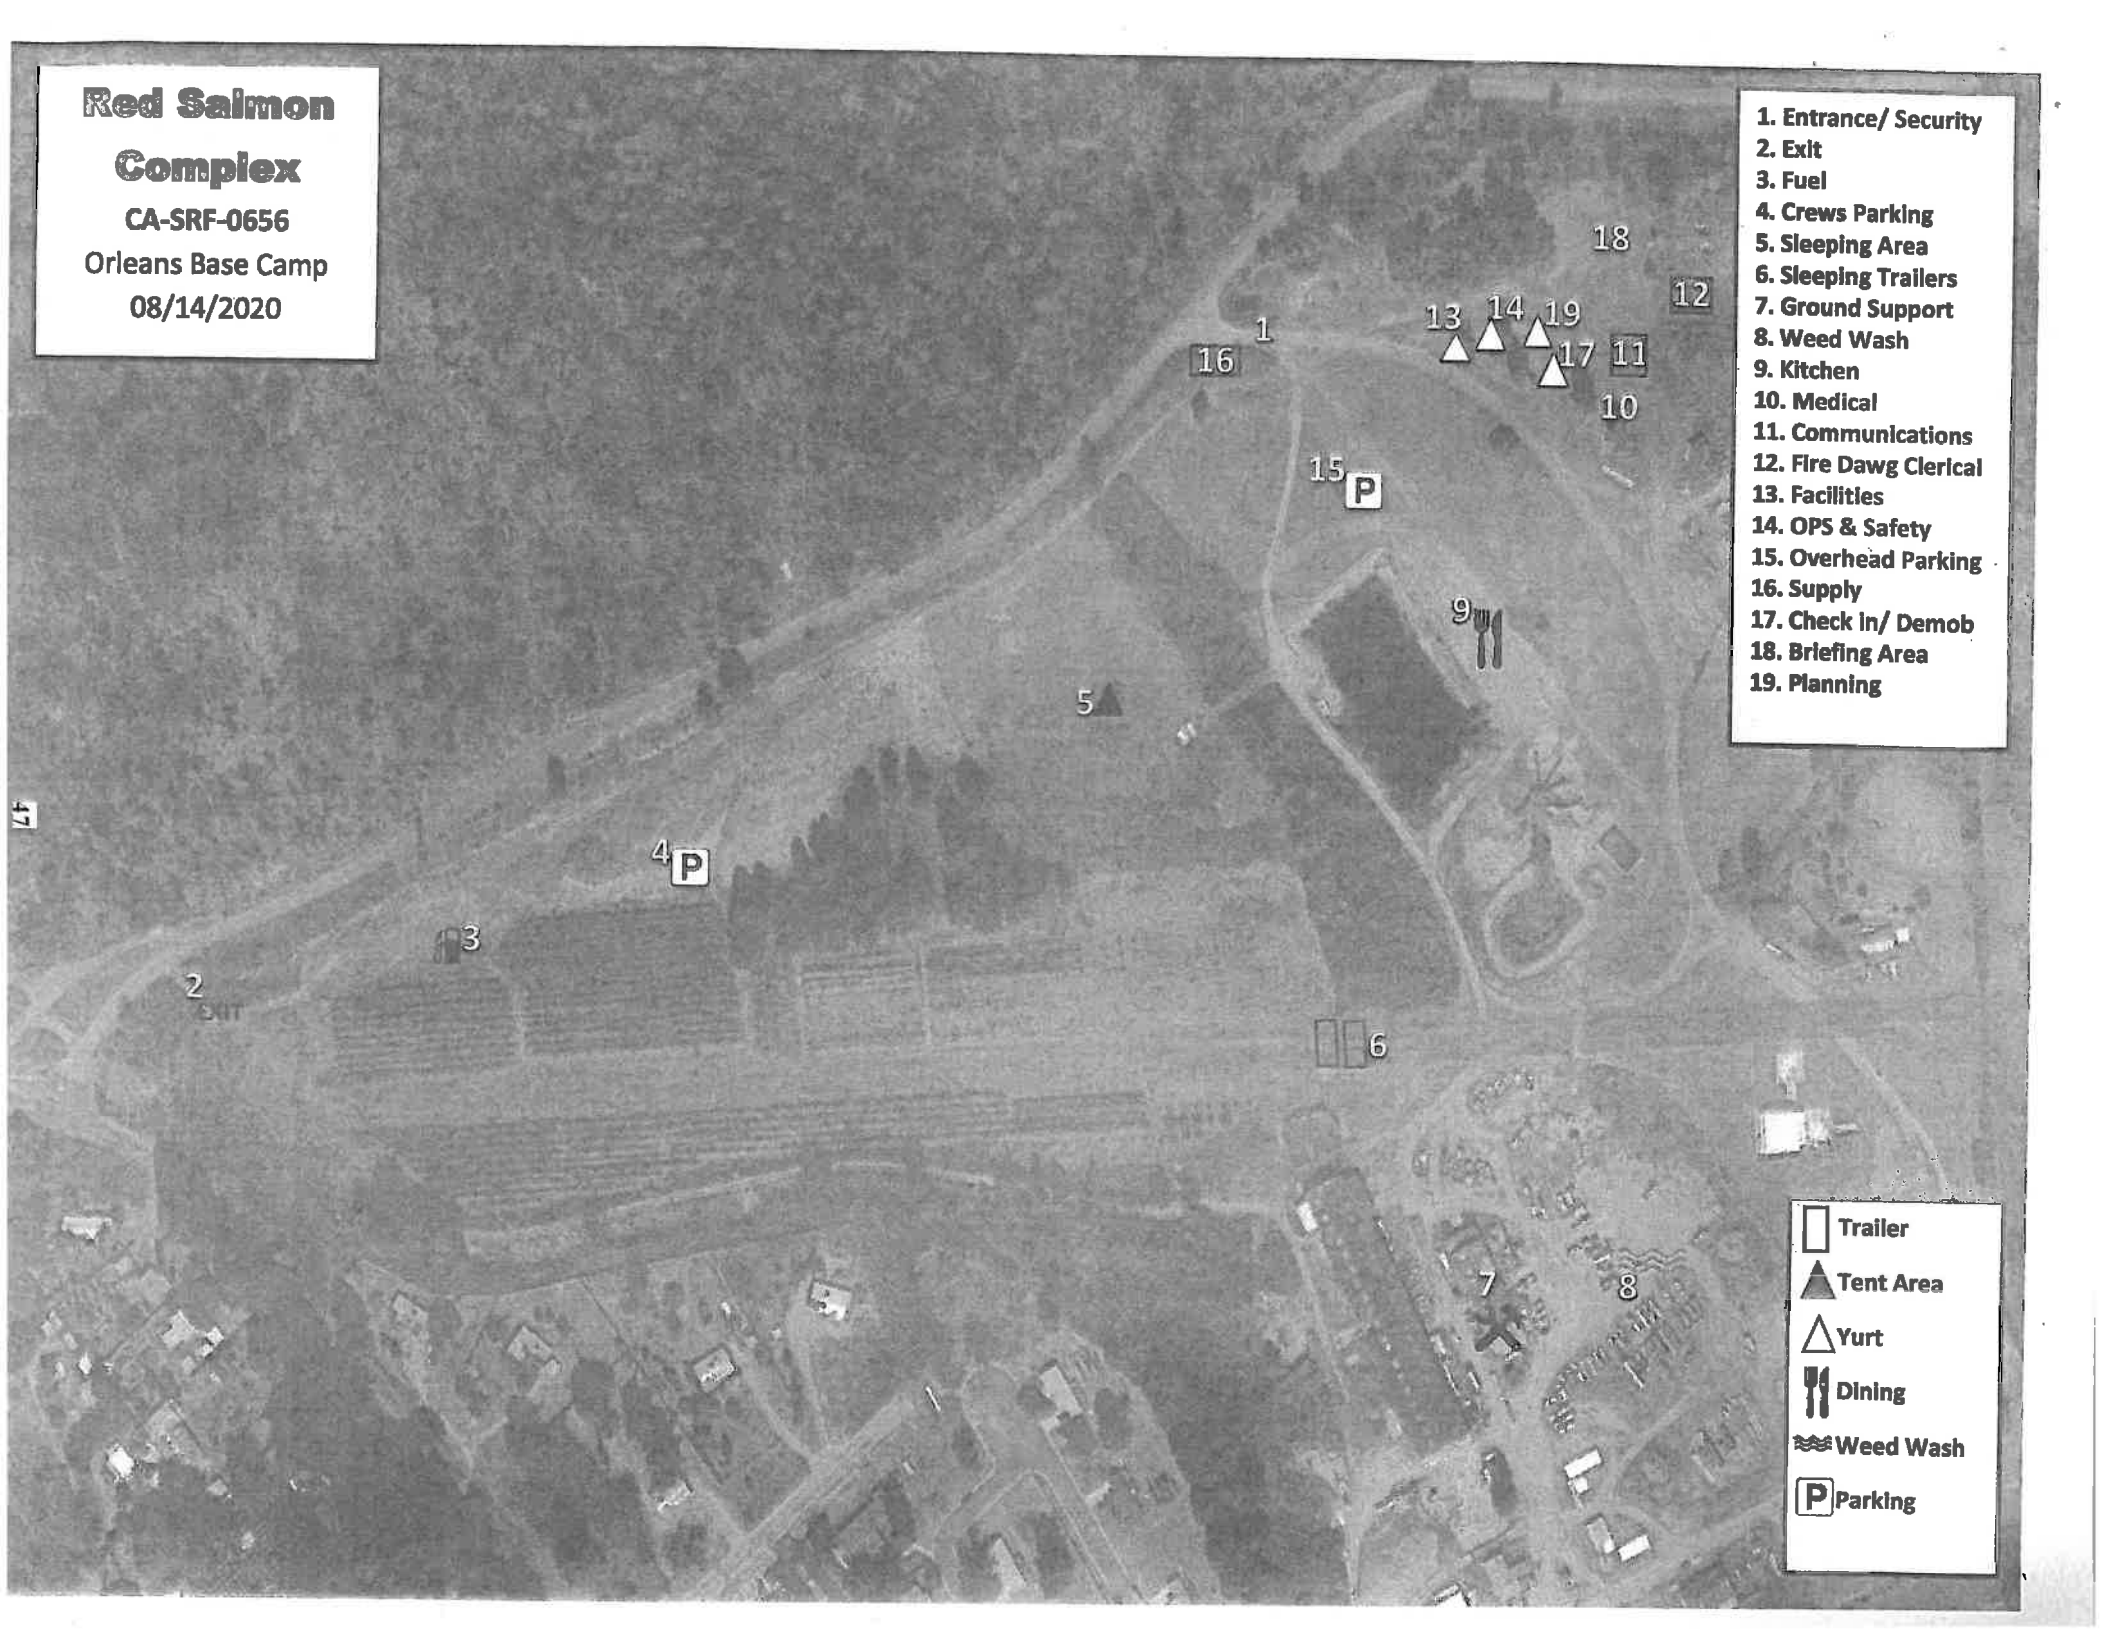 Red Salmon
Complex
CA-SRF-0656
Orleans Base Camp
08/14/2020
1. Entrance/ Security
2. Exit
3. Fuel
4. Crews Parking
5. Sleeping Area
6. Sleeping Trailers
7. Ground Support
8. Weed Wash
9. Kitchen
10. Medical
11. Communications
12. Fire Dawg Clerical
13. Facilities
14. OPS & Safety
15. Overhead Parking
16. Supply
17. Check in/ Demob
18. Briefing Area
19. Planning
18
12
13
14
19
1
16
17
11
10
15
P
9
5
47
4
P
3
2
EXIT
6
7
8
Trailer
Tent Area
Yurt
Dining
Weed Wash
P Parking